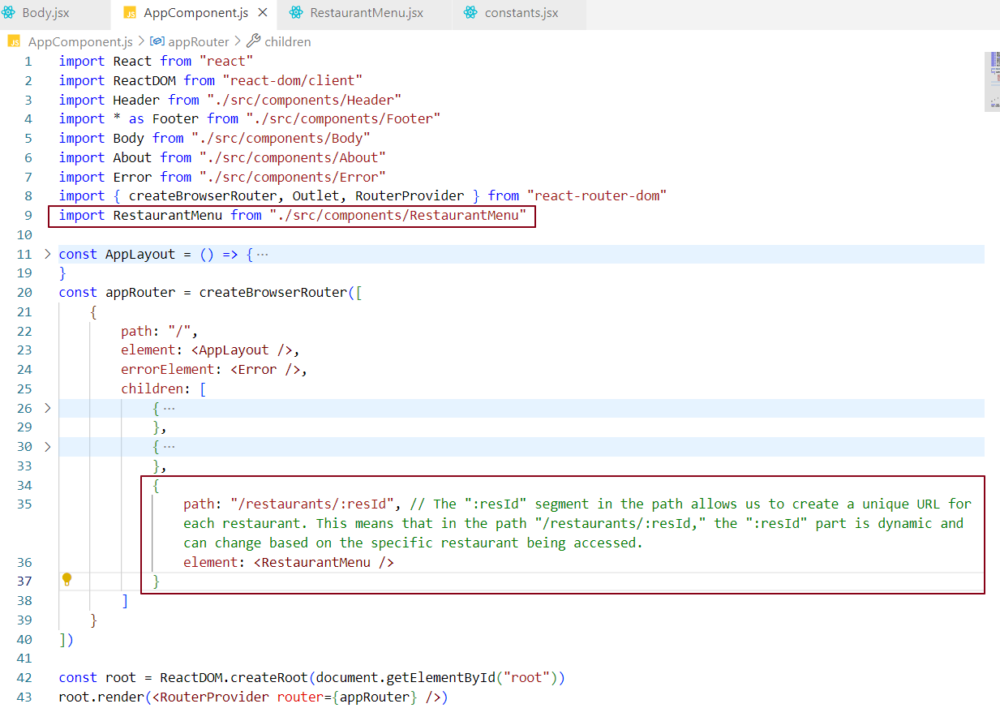 Body.jsx
JS AppComponent.js ×
RestaurantMenu.jsx
constants.jsx
JS AppComponent.js > appRouter > children
1 import React from "react"
2 import ReactDOM from "react-dom/client"
3 import Header from "./src/components/Header"
4 import * as Footer from "./src/components/Footer"
5 import Body from "./src/components/Body"
6 import About from "./src/components/About"
7 import Error from "./src/components/Error"
8 import { createBrowserRouter, Outlet, RouterProvider } from "react-router-dom"
9 import RestaurantMenu from "./src/components/RestaurantMenu"
10
11 > const AppLayout = () => { ···
19 }
20 const appRouter = createBrowserRouter([
21 {
22 path: "/",
23 element: <AppLayout />,
24 errorElement: <Error />,
25 children: [
26 > { ···
29 },
30 > { ···
33 },
34 {
35 path: "/restaurants/:resId", // The ":resId" segment in the path allows us to create a unique URL for
each restaurant. This means that in the path "/restaurants/:resId," the ":resId" part is dynamic and
can change based on the specific restaurant being accessed.
36 element: <RestaurantMenu />
37 }
38 ]
39 }
40 ])
41
42 const root = ReactDOM.createRoot(document.getElementById("root"))
43 root.render(<RouterProvider router={appRouter} />)